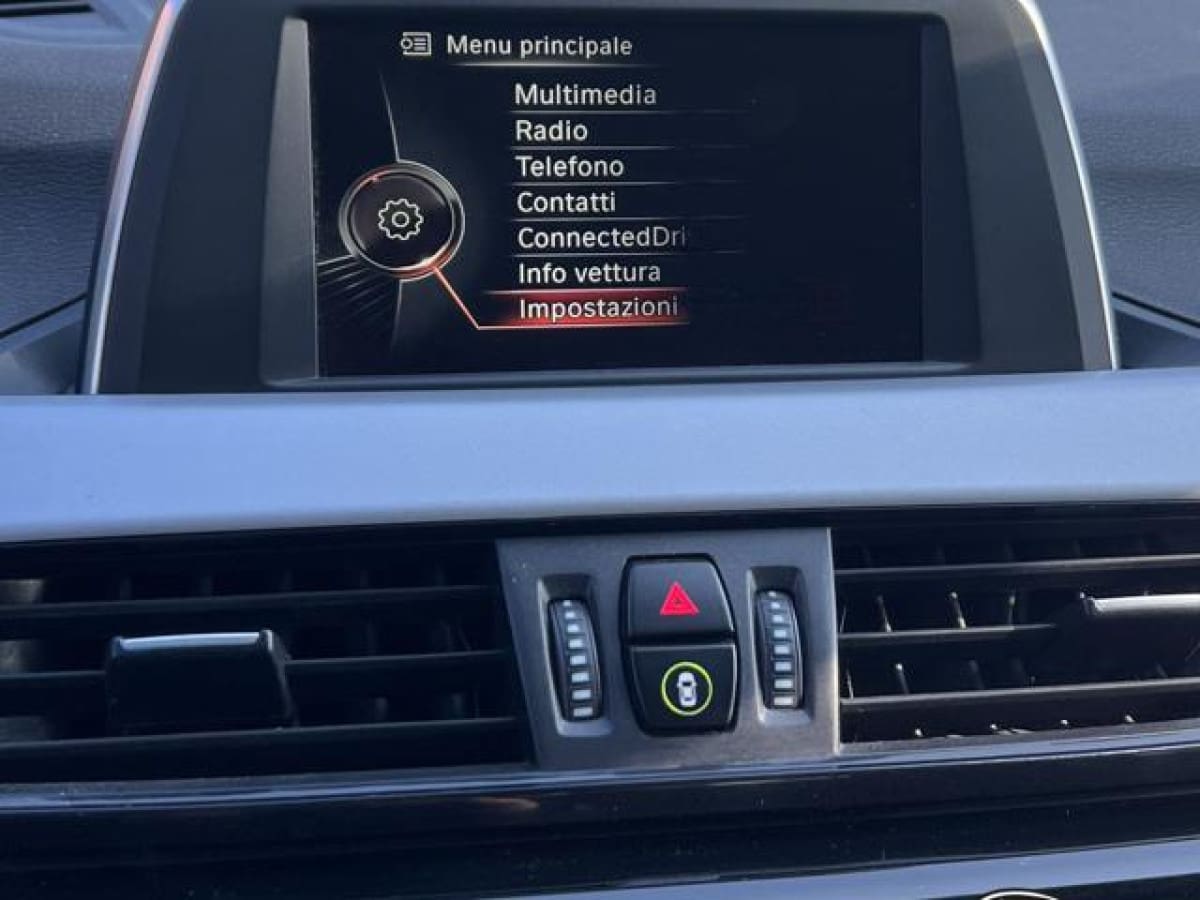 Menu principale
Multimedia
Radio
Telefono
Contatti
ConnectedDri
Info vettura
Impostazioni